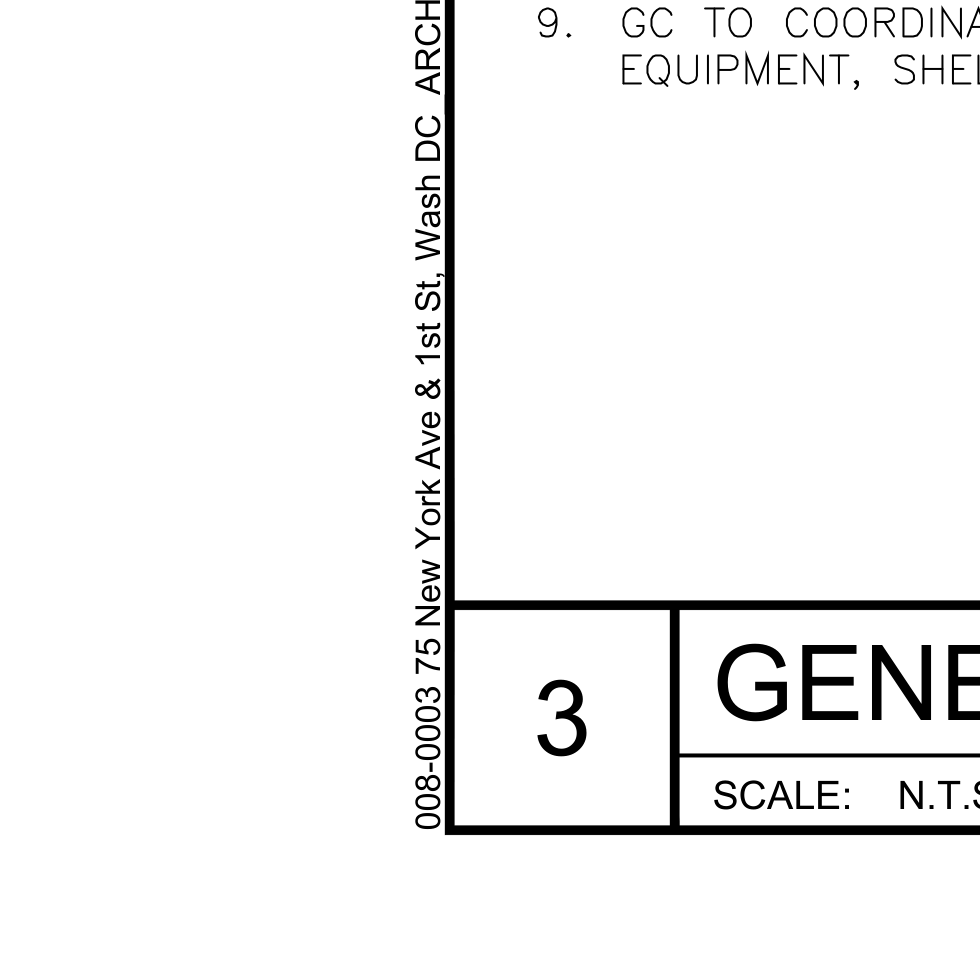 9. GC TO COORDINA
EQUIPMENT, SHEL
008-0003 75 New York Ave & 1st St, Wash DC ARCH
3
GENE
SCALE: N.T.S